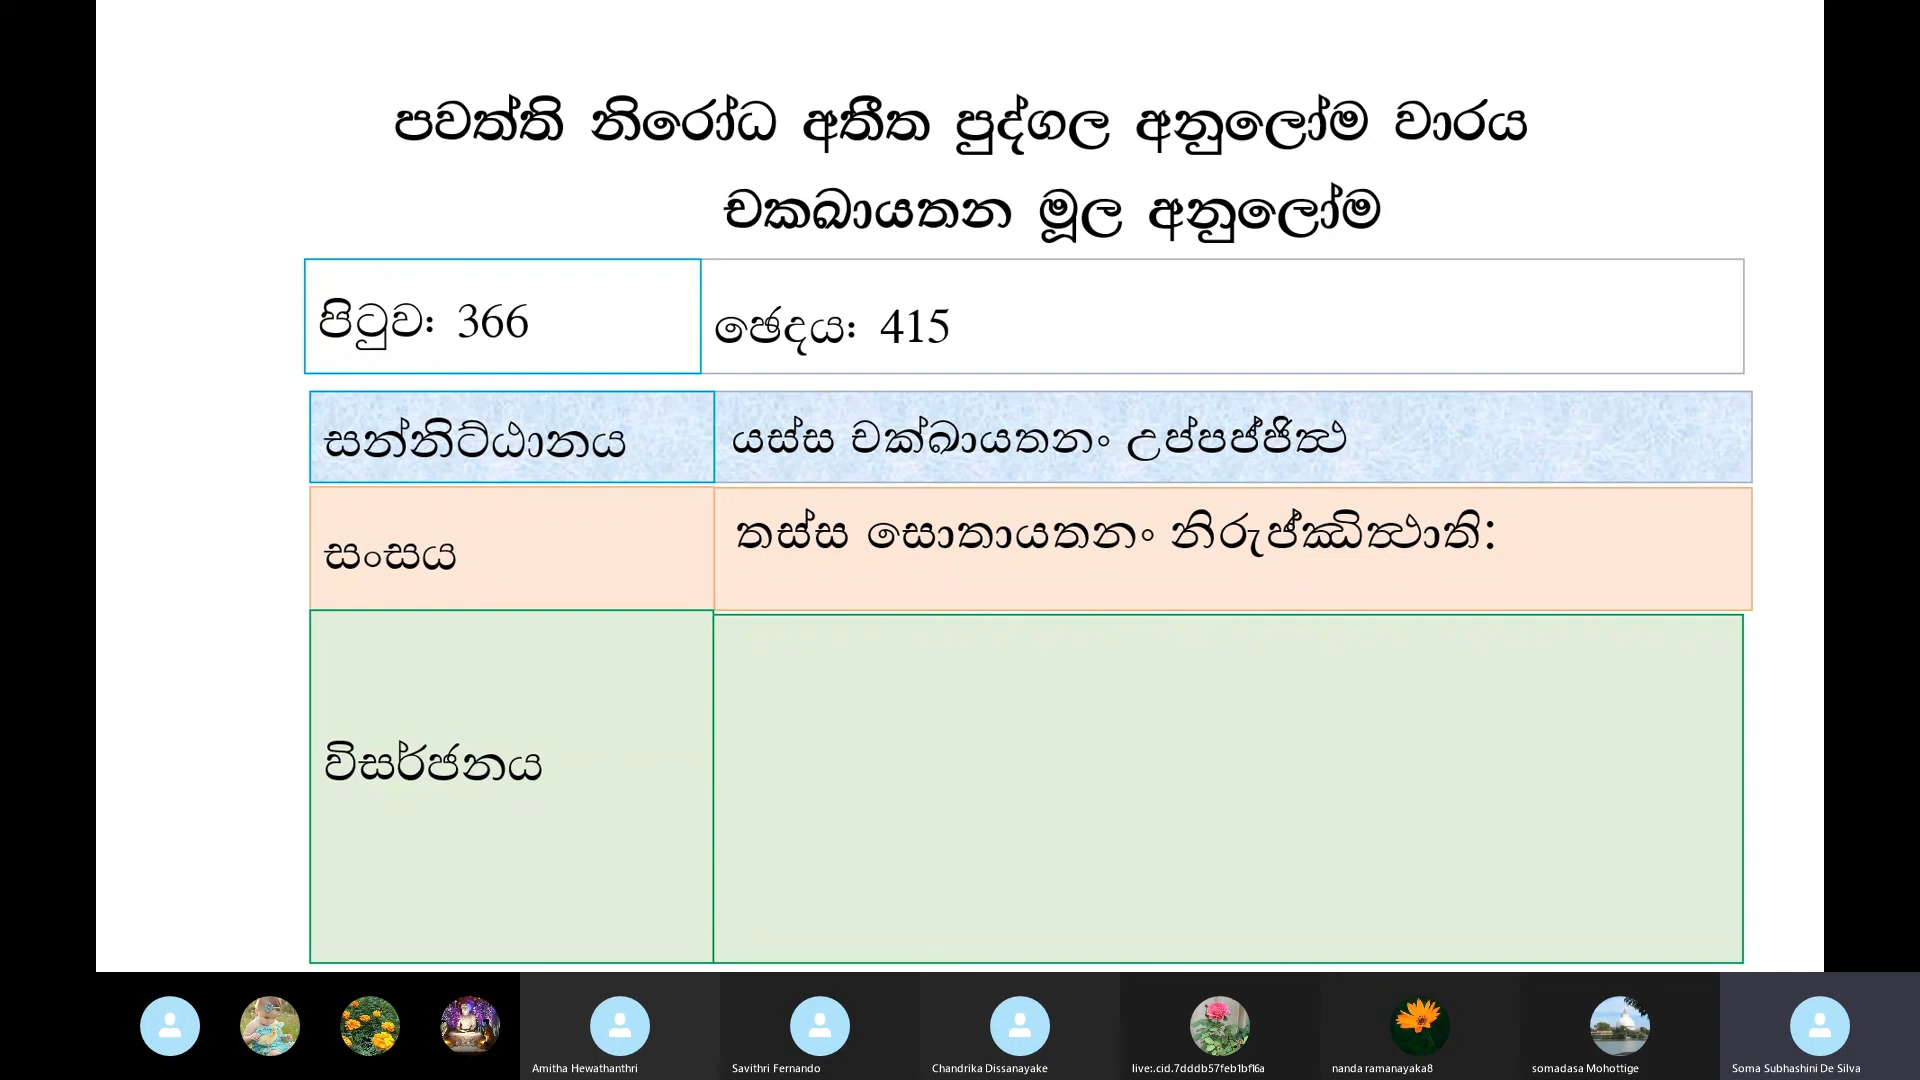 පවත්ති නිරෝධ අතීත පුද්ගල අනුලෝම වාරය
චකඛායතන මූල අනුලෝම
පිටුව: 366
ඡෙදය: 415
සන්නිට්ඨානය
යස්ස චක්ඛායතනං උප්පජ්ජිත්ථ
සංසය
තස්ස සොතායතනං නිරුජ්ඣිත්ථාති:
විසර්ජනය
Amitha Hewathanthri
Savithri Fernando
Chandrika Dissanayake
live:.cid.7dddb57feb1bf16a
nanda ramanayaka8
somadasa Mohottige
Soma Subhashini De Silva